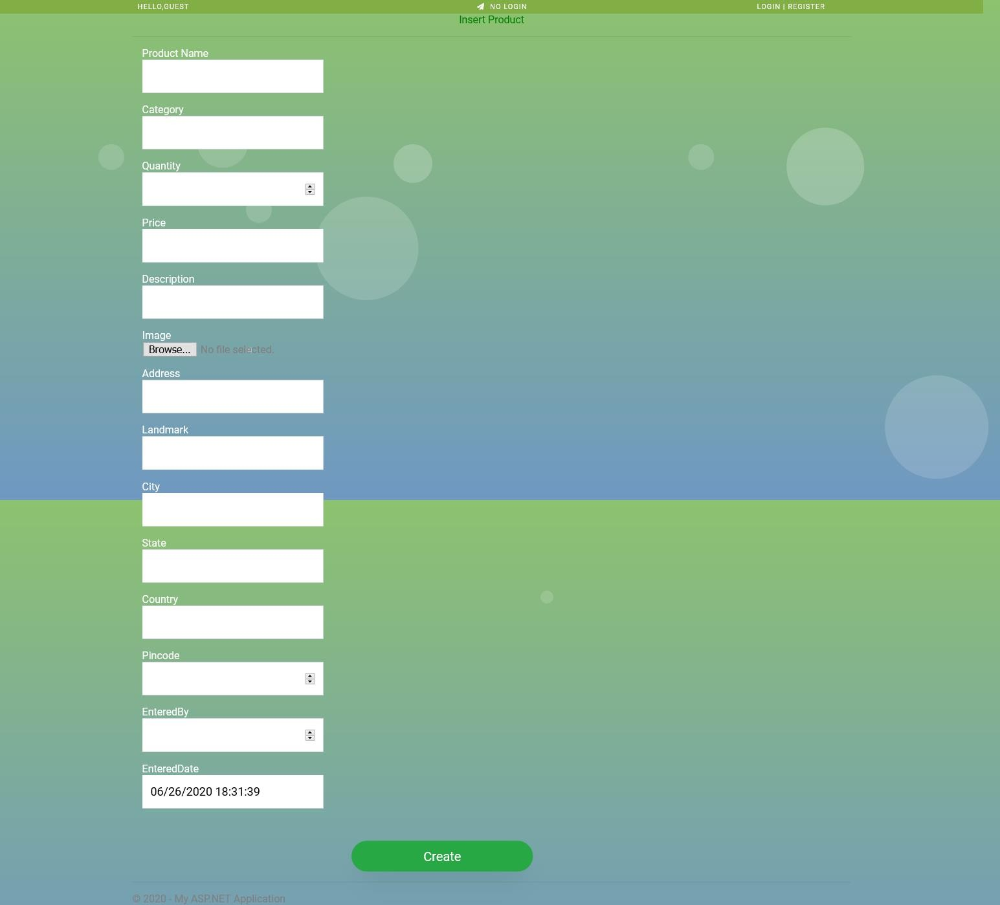 HELLO,GUEST NO LOGIN LOGIN | REGISTER
Insert Product
Product Name
Category
Quantity
Price
Description
Image
Browse... No file selected.
Address
Landmark
City
State
Country
Pincode
EnteredBy
EnteredDate
06/26/2020 18:31:39
Create
© 2020 - My ASP.NET Application